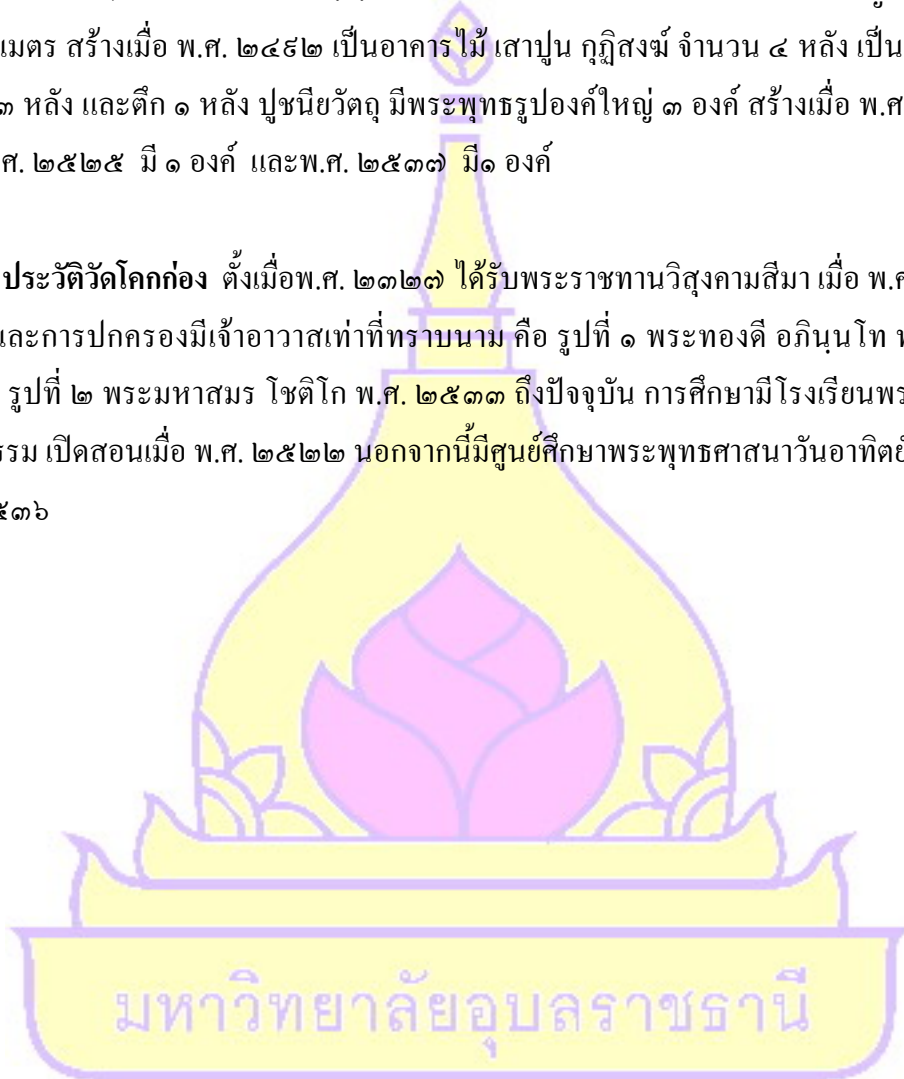 เมตร สร้างเมื่อ พ.ศ. ๒๔๙๒ เป็นอาคารไม้ เสาปูน กุฏิสงฆ์ จำนวน ๔ หลัง เป็น
๓ หลัง และตึก ๑ หลัง ปูชนียวัตถุ มีพระพุทธรูปองค์ใหญ่ ๓ องค์ สร้างเมื่อ พ.ศ
ศ. ๒๕๒๕ มี ๑ องค์ และพ.ศ. ๒๕๓๗ มี๑ องค์
ประวัติวัดโคกก่อง ตั้งเมื่อพ.ศ. ๒๓๒๗ ได้รับพระราชทานวิสุงคามสีมา เมื่อ พ.ศ
และการปกครองมีเจ้าอาวาสเท่าที่ทราบนาม คือ รูปที่ ๑ พระทองดี อภินฺนโท
รูปที่ ๒ พระมหาสมร โชติโก พ.ศ. ๒๕๓๓ ถึงปัจจุบัน การศึกษามีโรงเรียนพร
รรม เปิดสอนเมื่อ พ.ศ. ๒๕๒๒ นอกจากนี้มีศูนย์ศึกษาพระพุทธศาสนาวันอาทิตย์
๕๓๖
มหาวิทยาลัยอุบลราชธานี